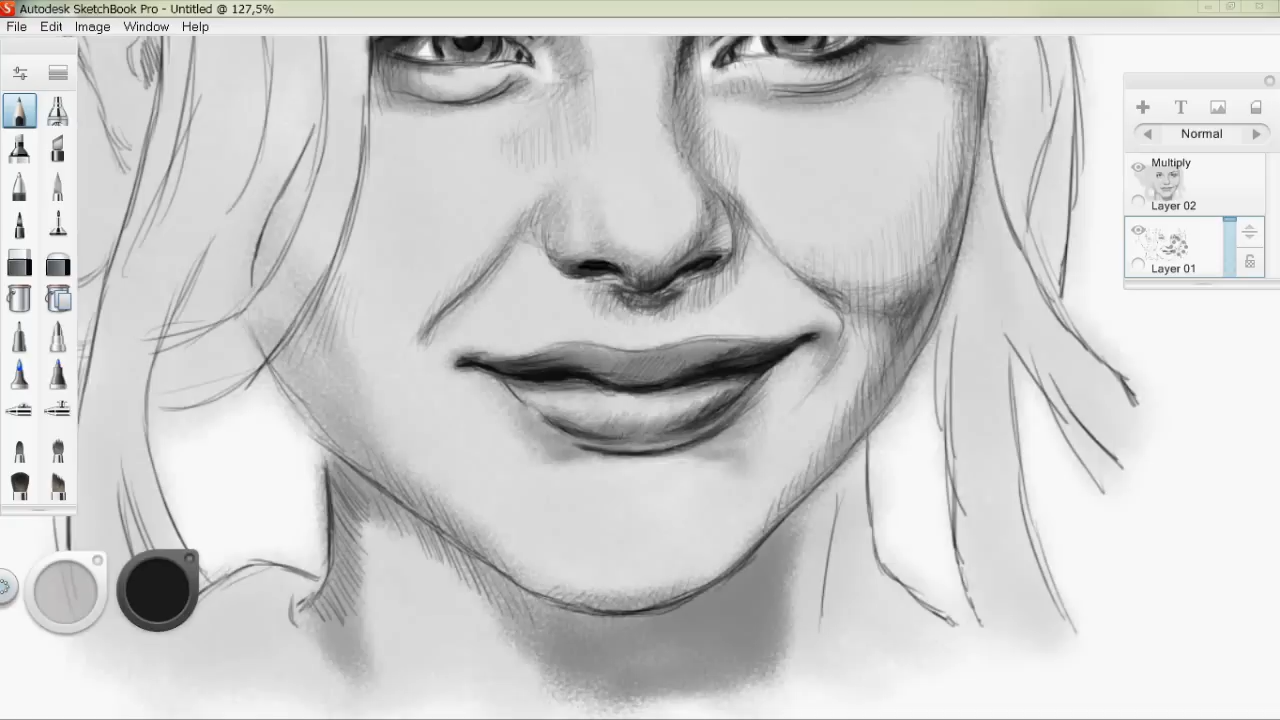 Autodesk SketchBook Pro - Untitled @ 127,5%
File Edit Image Window Help
T
Normal
Multiply
Layer 02
Layer 01